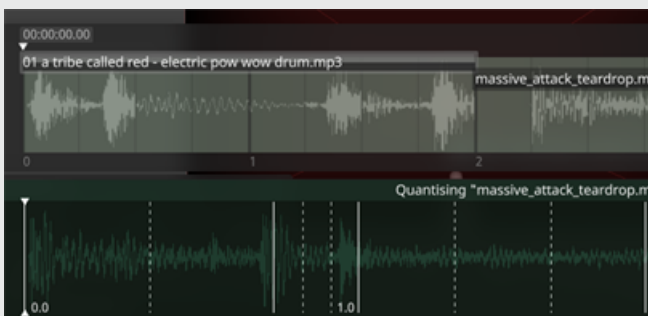 00:00:00.00
01 a tribe called red - electric pow wow drum.mp3
massive_attack_teardrop.m
0
1
2
Quantising "massive_attack_teardrop.m
0.0
1.0